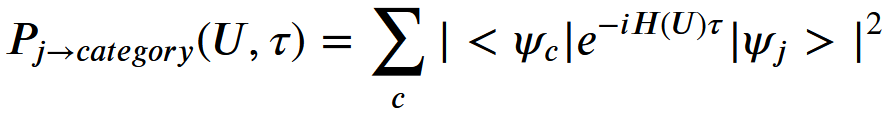 P_{j→category}(U, τ) = ∑_c | < ψ_c|e^{−iH(U)τ}|ψ_j > |^2